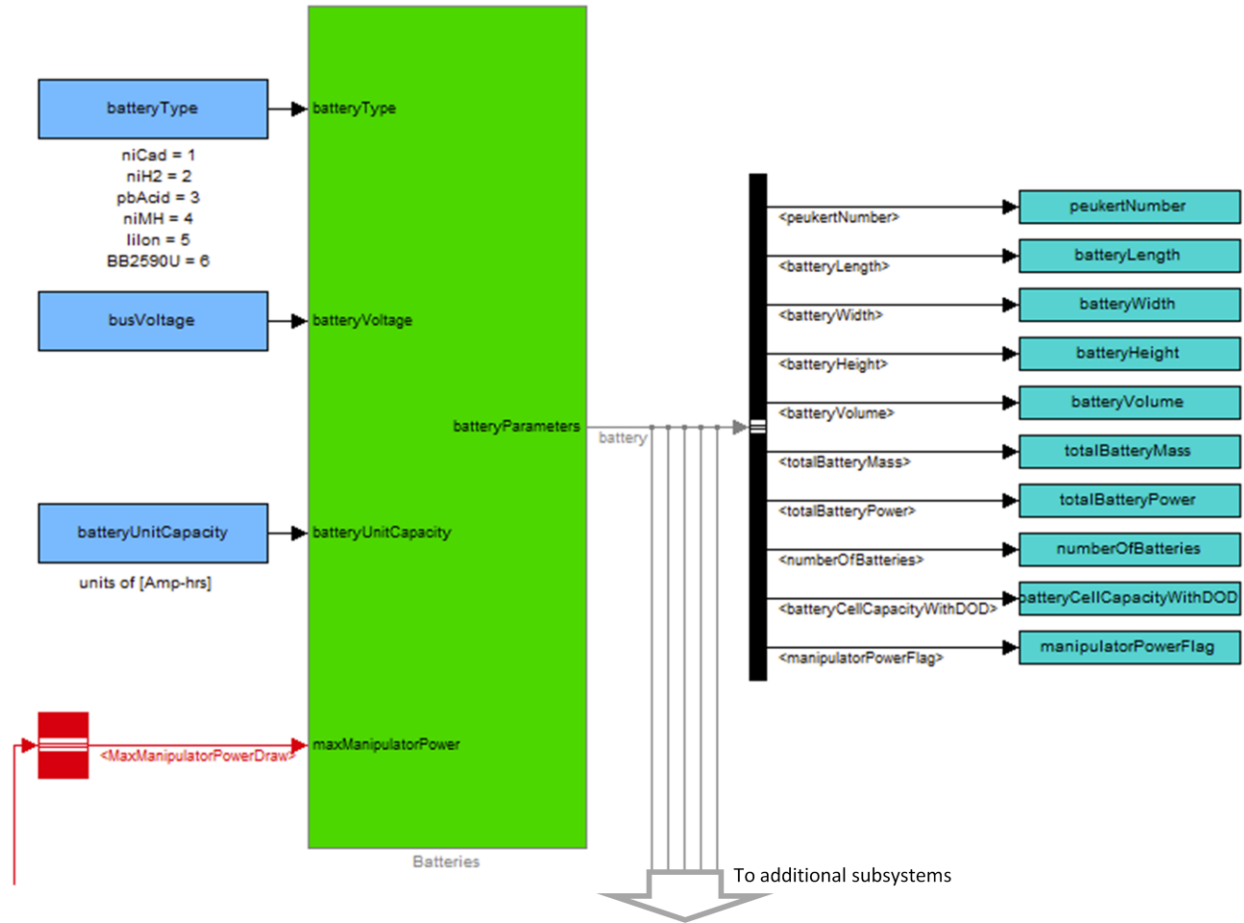 batteryType
batteryType
niCad = 1
niH2 = 2
pbAcid = 3
niMH = 4
liIon = 5
BB2590U = 6
busVoltage
batteryVoltage
batteryParameters
battery
batteryUnitCapacity
batteryUnitCapacity
units of [Amp-hrs]
<MaxManipulatorPowerDraw>
maxManipulatorPower
Batteries
<peukertNumber>
peukertNumber
<batteryLength>
batteryLength
<batteryWidth>
batteryWidth
<batteryHeight>
batteryHeight
<batteryVolume>
batteryVolume
<totalBatteryMass>
totalBatteryMass
<totalBatteryPower>
totalBatteryPower
<numberOfBatteries>
numberOfBatteries
<batteryCellCapacityWithDOD>
batteryCellCapacityWithDOD
<manipulatorPowerFlag>
manipulatorPowerFlag
To additional subsystems